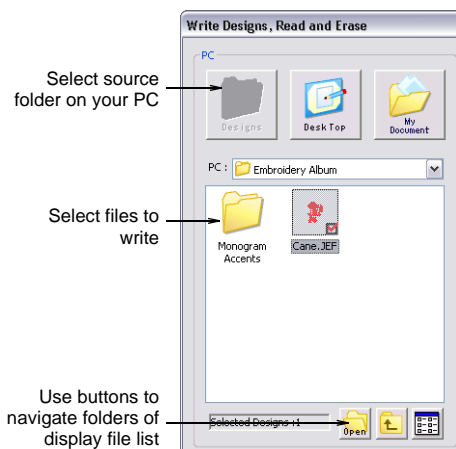 Write Designs, Read and Erase
PC
Select source
folder on your PC
Designs
DeskTop
My
Document
PC :
Embroidery Album
Select files to
write
Monogram
Accents
Cane.JEF
Use buttons to
navigate folders of
display file list
Selected Designs :1
Open